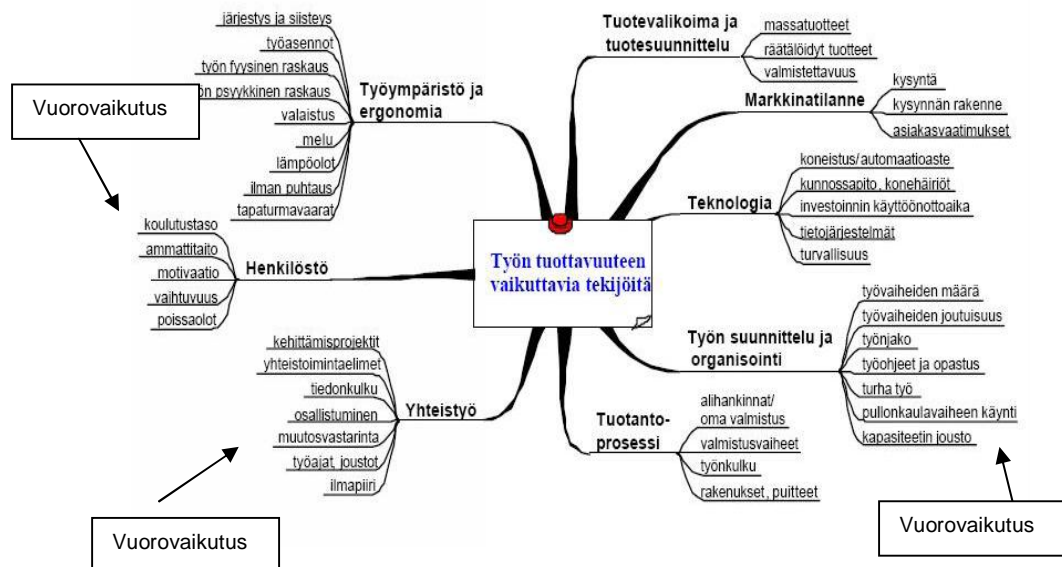 järjestys ja siisteys
työasennot
työn fyysinen raskaus
ön psyykkinen raskaus
valaistus
melu
lämpöolot
ilman puhtaus
tapaturmavaarat
Työympäristö ja
ergonomia
Vuorovaikutus
koulutustaso
ammattitaito
motivaatio
vaihtuvuus
poissaolot
Henkilöstö
kehittämisprojektit
yhteistoimintaelimet
tiedonkulku
osallistuminen
muutosvastarinta
työajat, joustot
ilmapiiri
Yhteistyö
Vuorovaikutus
Työn tuottavuuteen
vaikuttavia tekijöitä
Tuotevalikoima ja
tuotesuunnittelu
massatuotteet
räätälöidyt tuotteet
valmistettavuus
Markkinatilanne
kysyntä
kysynnän rakenne
asiakasvaatimukset
Teknologia
koneistus/automaatioaste
kunnossapito, konehäiriöt
investoinnin käyttöönottoaika
tietojärjestelmät
turvallisuus
Työn suunnittelu ja
organisointi
työvaiheiden määrä
työvaiheiden joutuisuus
työnjako
työohjeet ja opastus
turha työ
pullonkaulavaiheen käynti
kapasiteetin jousto
Tuotanto-
prosessi
alihankinnat/
oma valmistus
valmistusvaiheet
työnkulku
rakenukset, puitteet
Vuorovaikutus